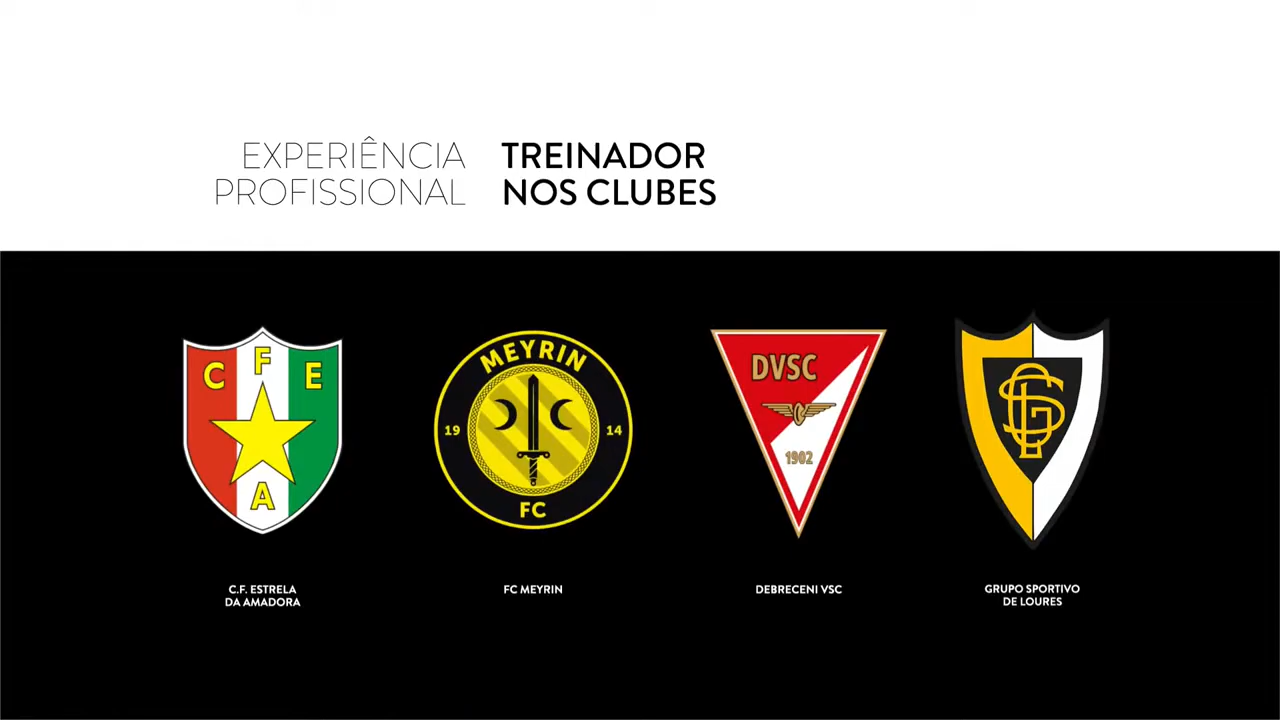 EXPERIÊNCIA
PROFISSIONAL
TREINADOR
NOS CLUBES
C F E
A
MEYRIN
19 14
FC
DVSC
1902
GSL
C.F. ESTRELA
DA AMADORA
FC MEYRIN
DEBRECENI VSC
GRUPO SPORTIVO
DE LOURES